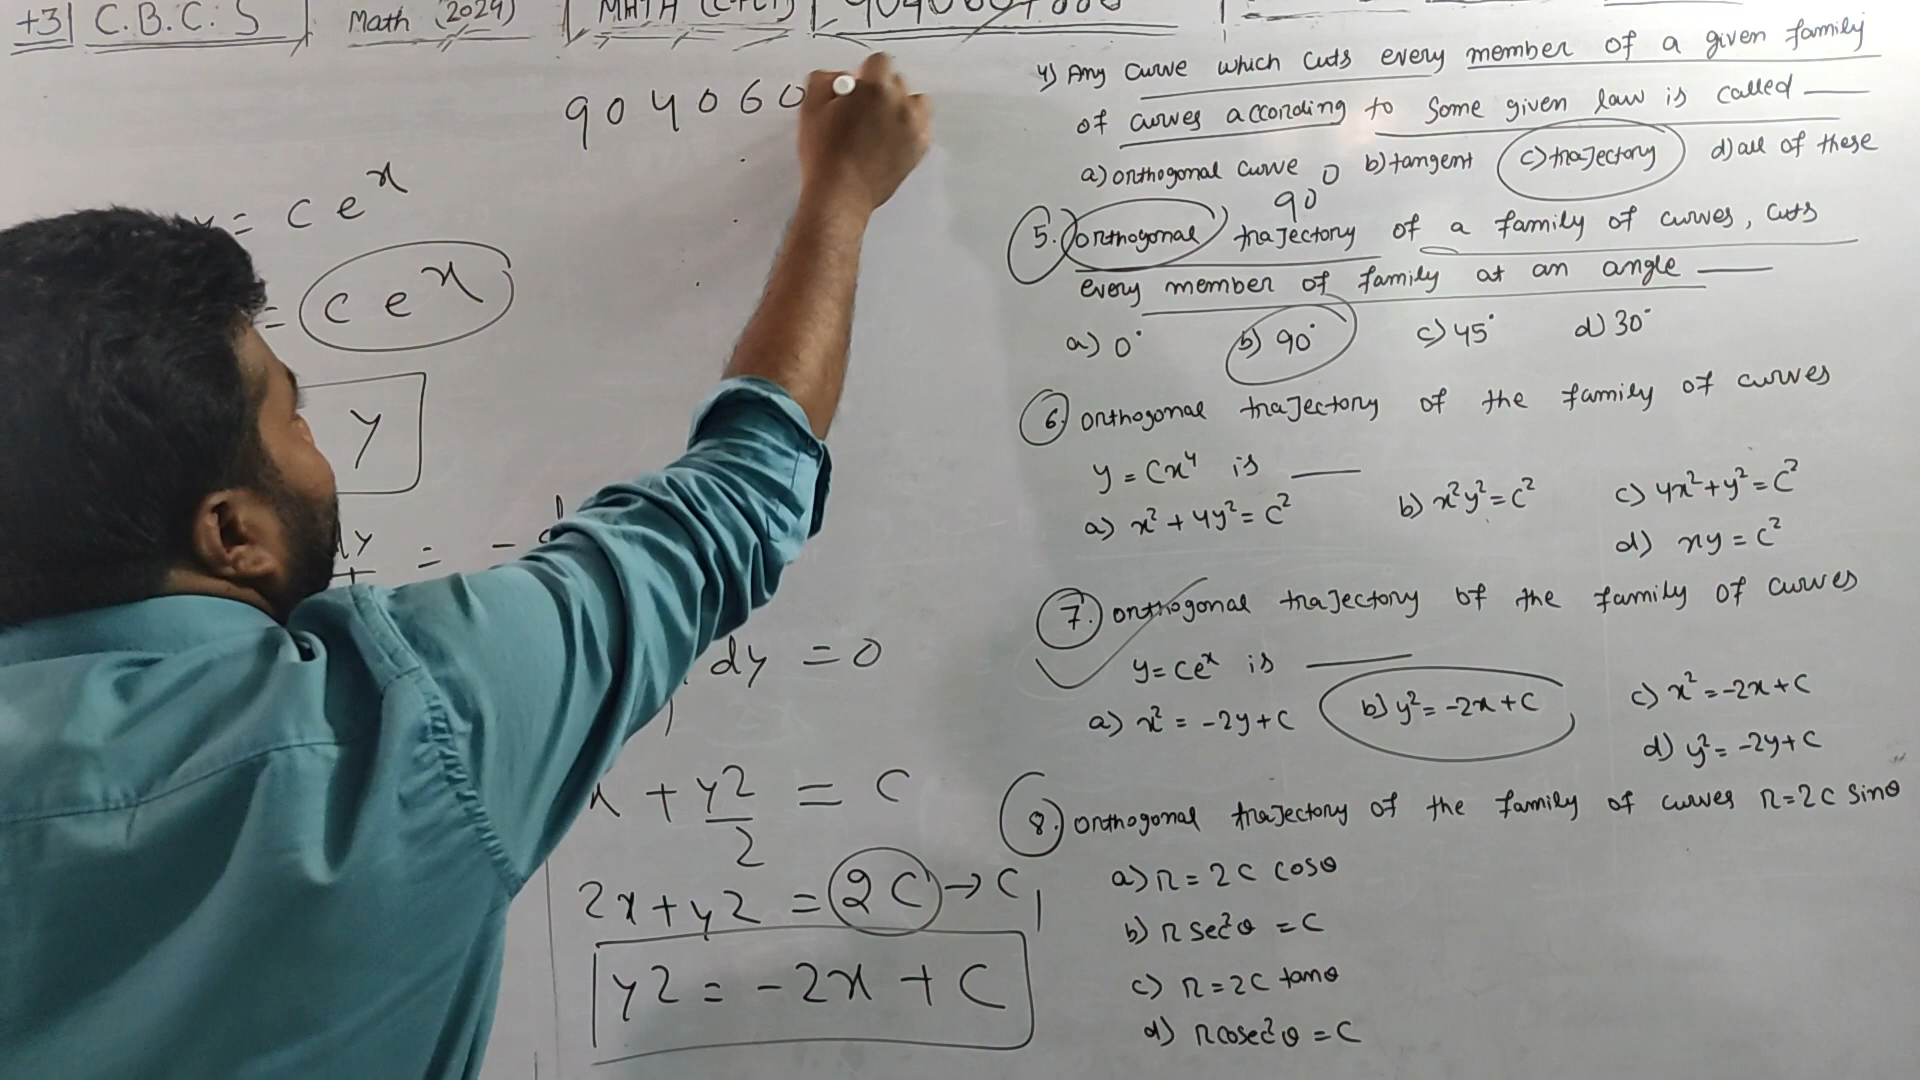 +3 C.B.C.S Math (2024) MATH
904060
= ce^x
= ce^x
y
dy = -
dy = 0
x + y2/2 = C
2x + y2 = 2C → C1
y2 = -2x + C
4) Any curve which cuts every member of a given family
of curves according to some given law is called ___
a) orthogonal curve b) tangent c) trajectory d) all of these
90°
5. orthogonal trajectory of a family of curves, cuts
every member of family at an angle ___
a) 0° b) 90° c) 45° d) 30°
6. orthogonal trajectory of the family of curves
y = Cx⁴ is ___
a) x² + 4y² = C² b) x²y² = C² c) 4x² + y² = C²
d) xy = C²
7. orthogonal trajectory of the family of curves
y = ce^x is ___
a) x² = -2y + C b) y² = -2x + C c) x² = -2x + C
d) y² = -2y + C
8. orthogonal trajectory of the family of curves r = 2C sinθ
a) r = 2C cosθ
b) r sec²θ = C
c) r = 2C tanθ
d) r cosec²θ = C